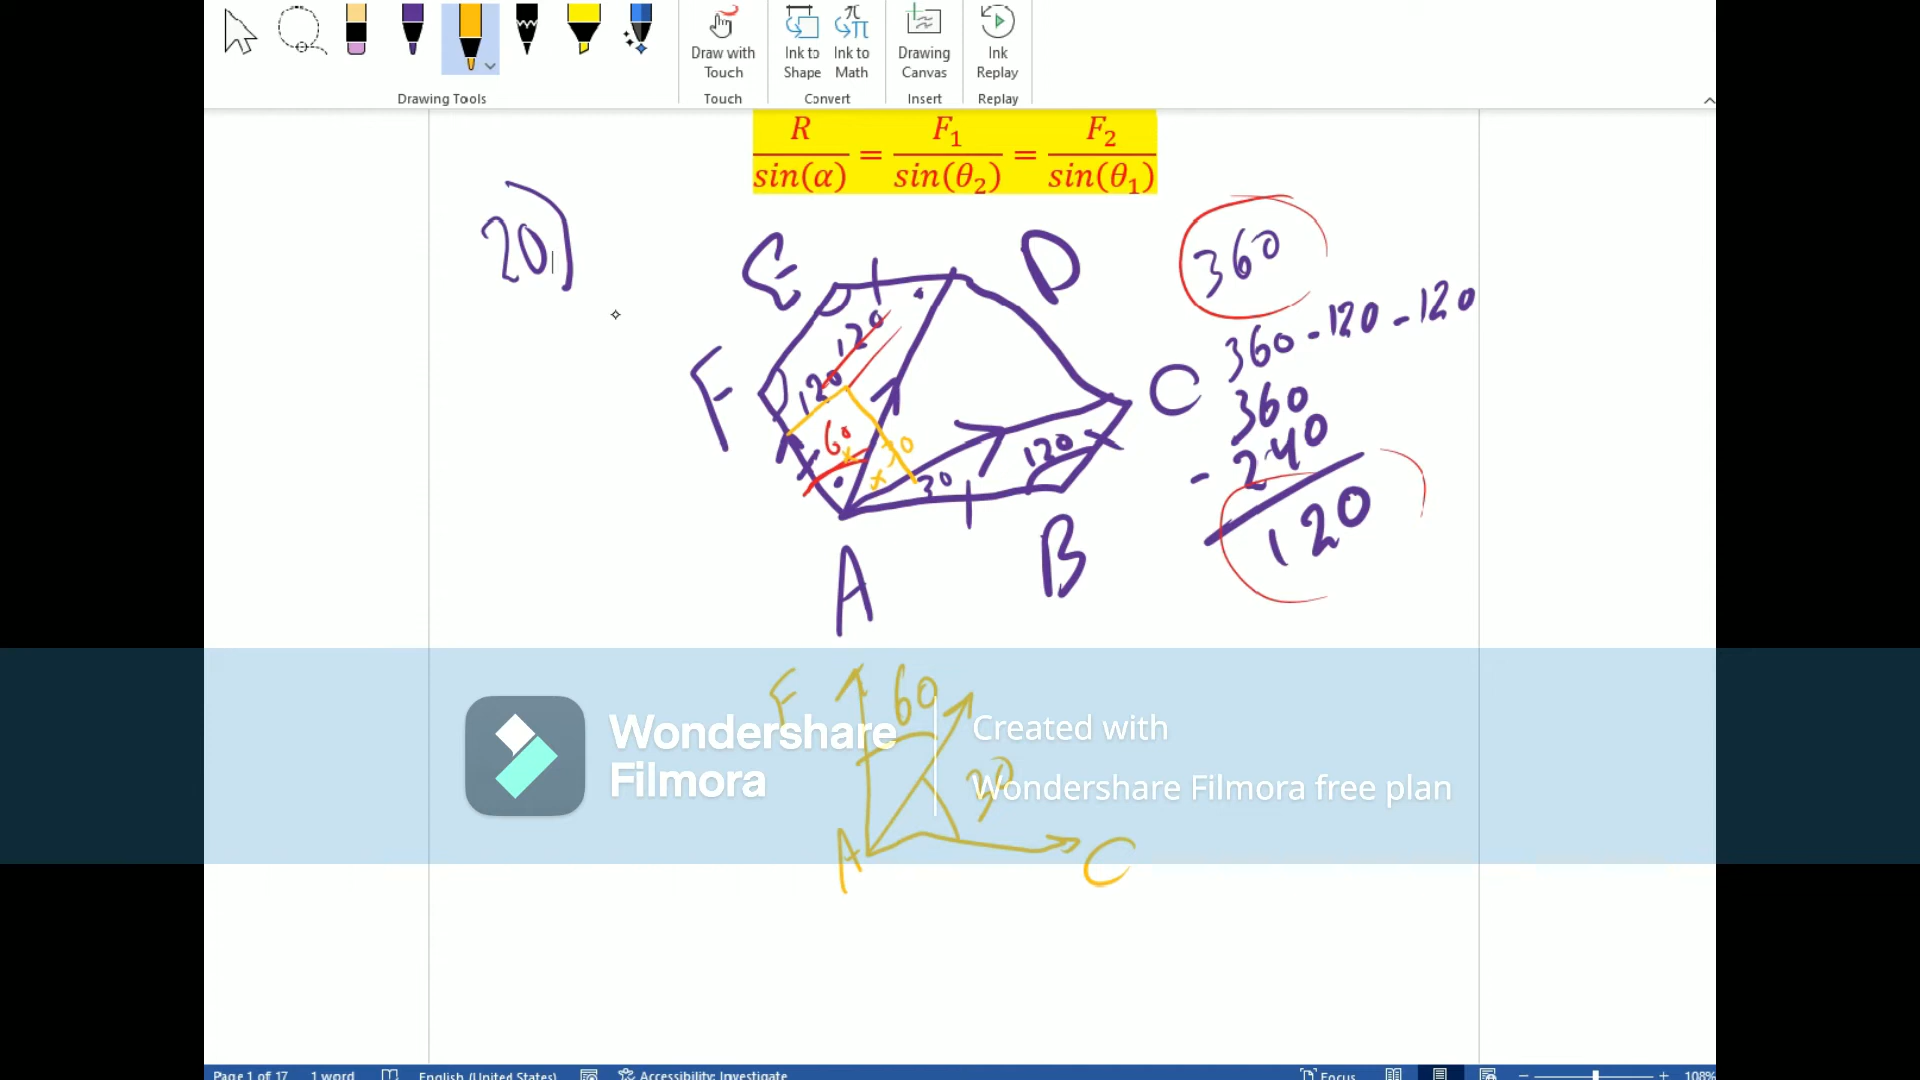 Draw with Touch
Ink to Shape
Ink to Math
Drawing Canvas
Ink Replay
Drawing Tools
Touch
Convert
Insert
Replay
R/sin(α) = F₁/sin(θ₂) = F₂/sin(θ₁)
20)
E
D
360
360 - 120 - 120
120
F
120
C
360
60
30
120
- 240
30
120
A
B
F
60
Wondershare
Filmora
Created with
Wondershare Filmora free plan
30
A
C
Page 1 of 17
1 word
English (United States)
Accessibility: Investigate
Focus
108%